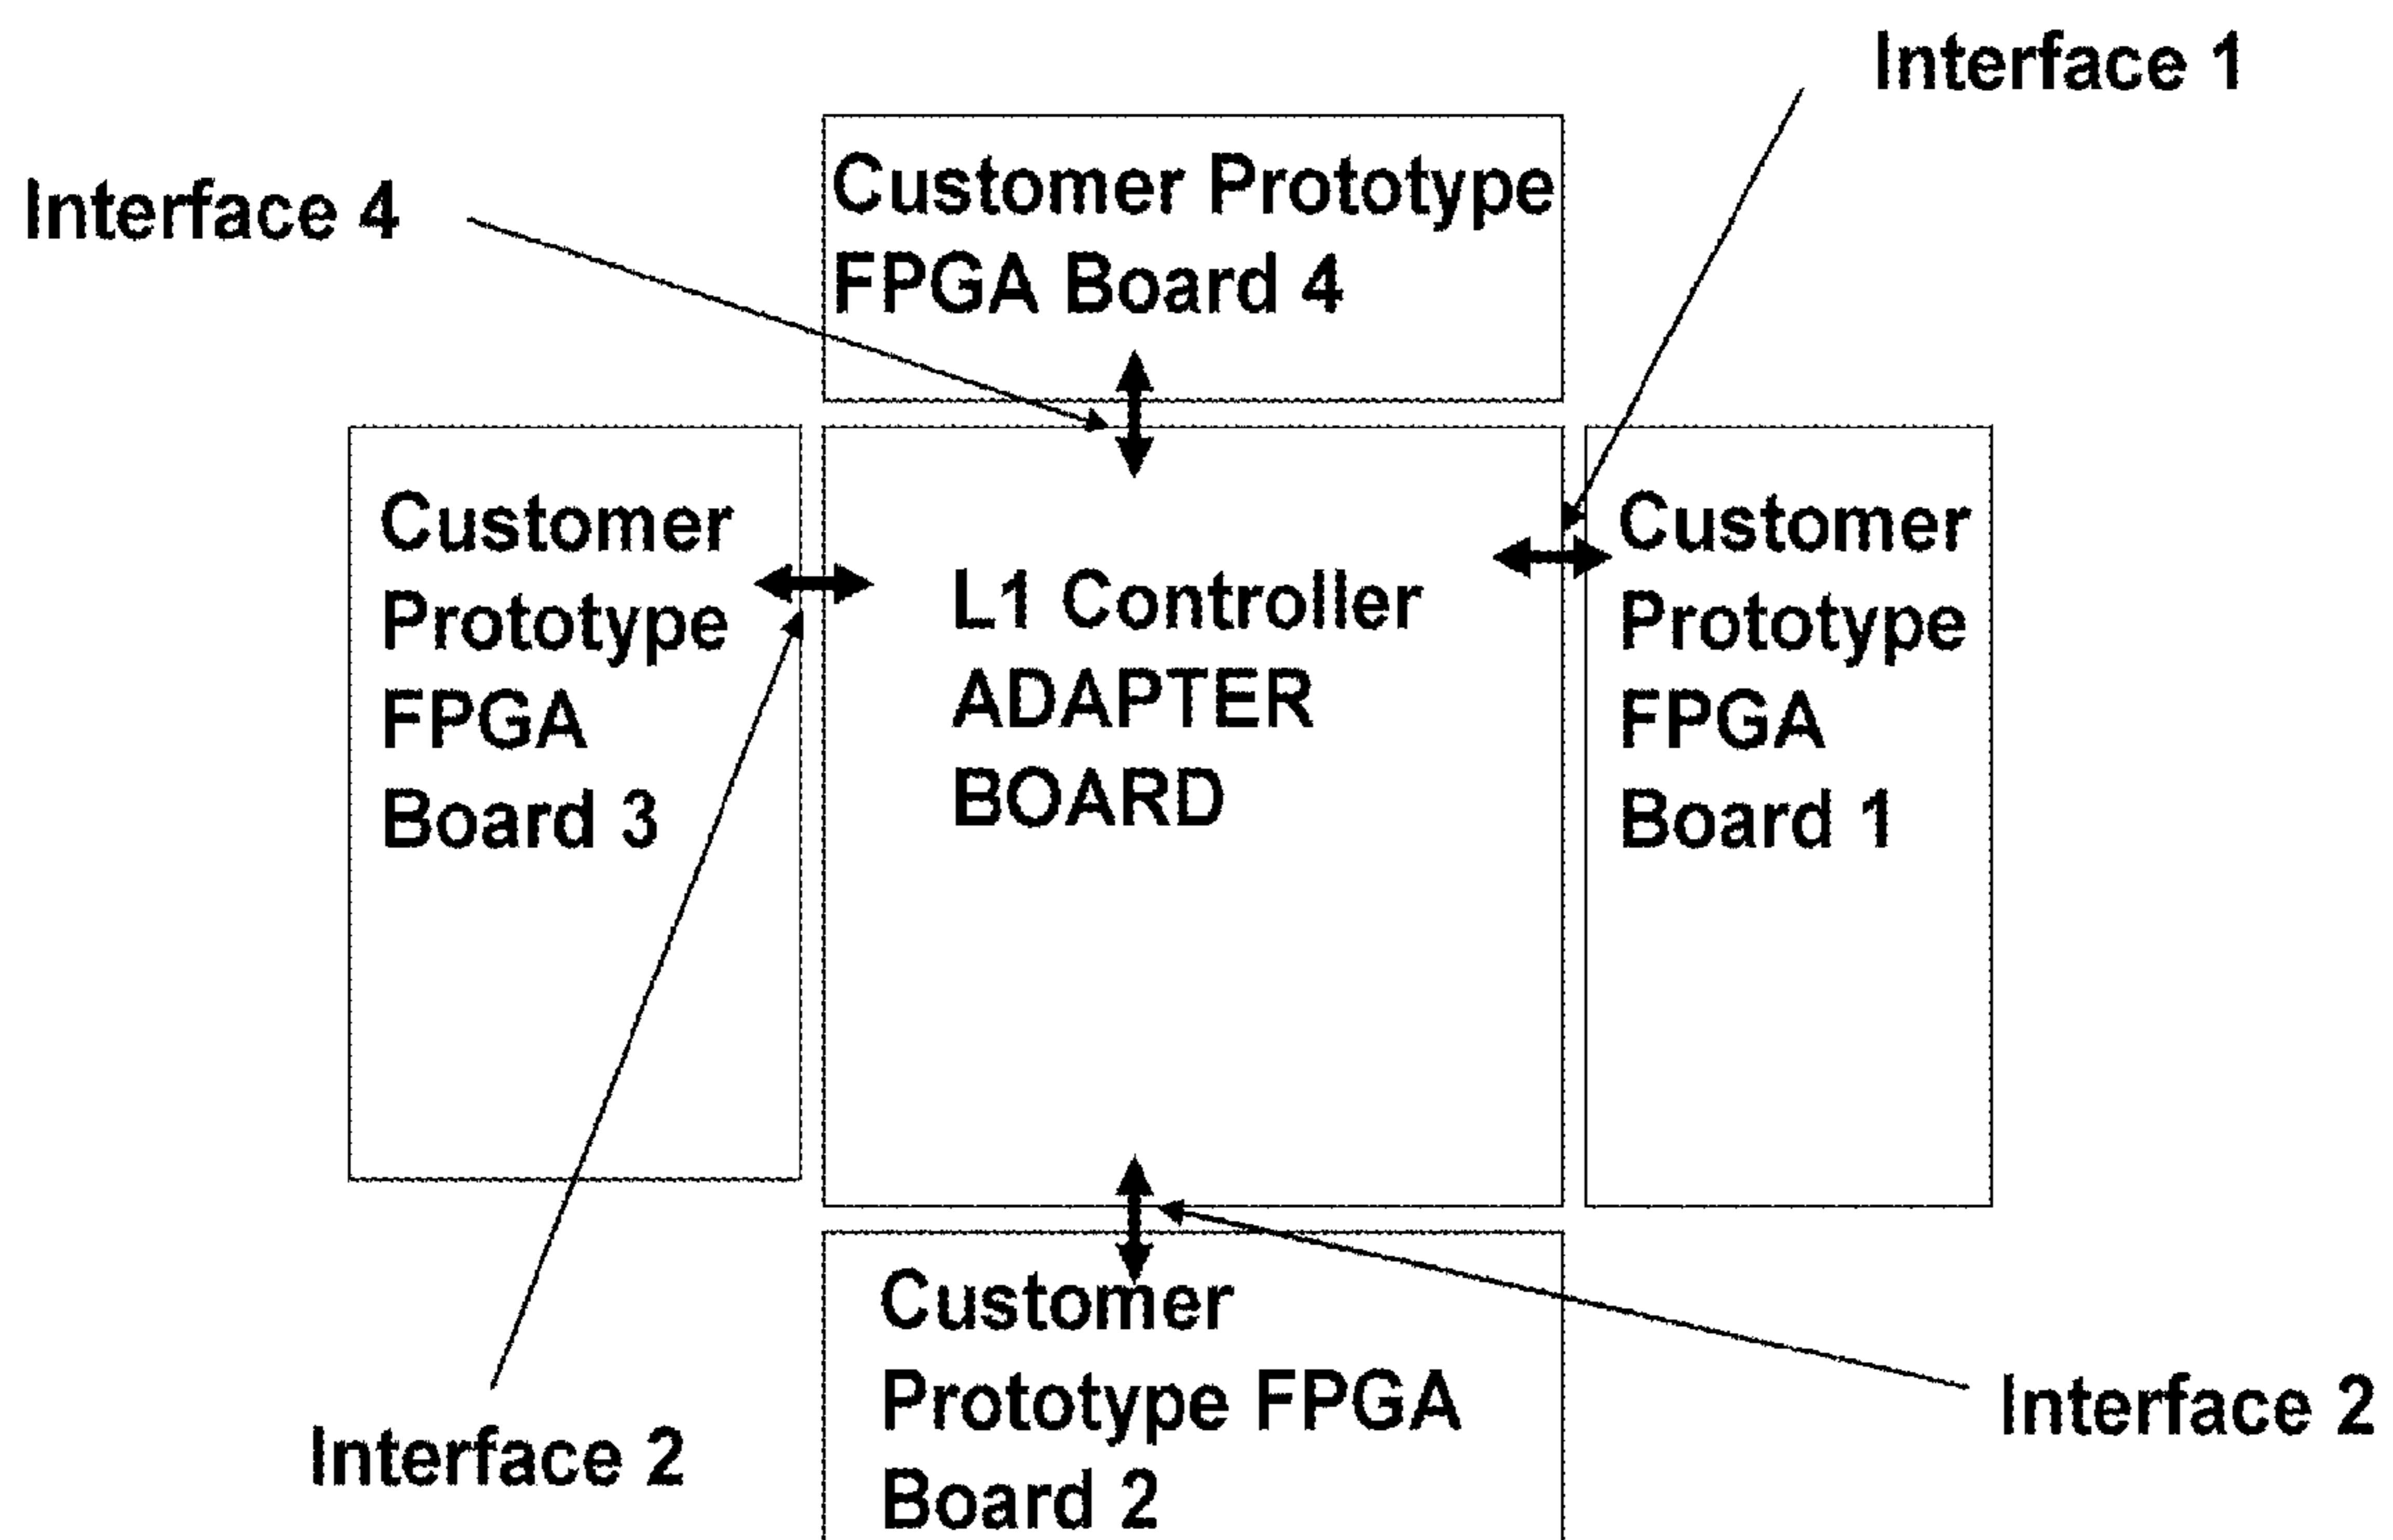 Interface 1
Interface 4
Customer Prototype
FPGA Board 4
Customer
Prototype
FPGA
Board 3
L1 Controller
ADAPTER
BOARD
Customer
Prototype
FPGA
Board 1
Customer
Prototype FPGA
Board 2
Interface 2
Interface 2